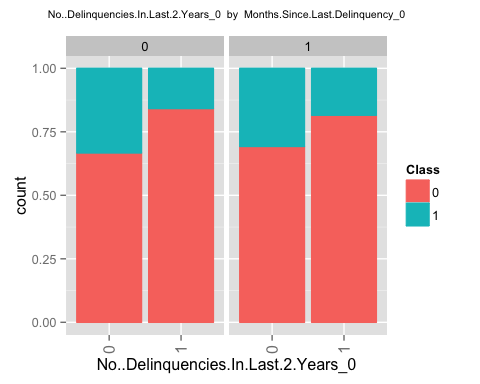 No..Delinquencies.In.Last.2.Years_0 by Months.Since.Last.Delinquency_0
0 1
1.00
0.75
0.50
0.25
0.00
count
0 1 0 1
No..Delinquencies.In.Last.2.Years_0
Class
0
1